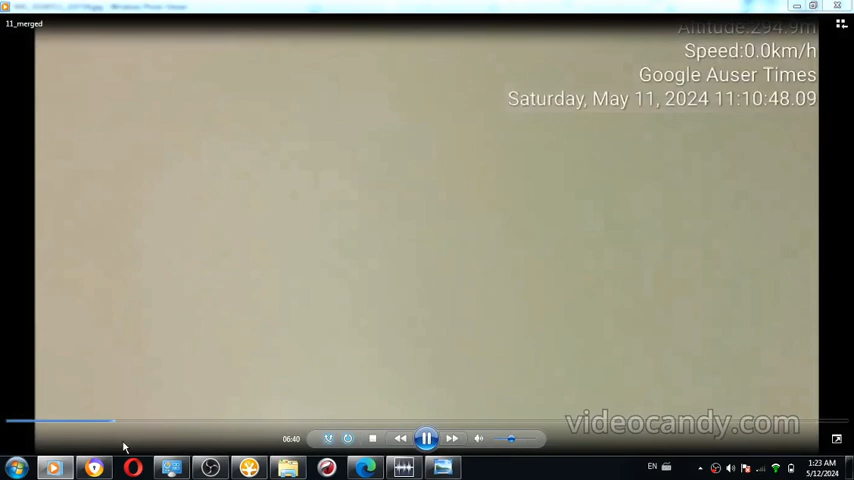 11_merged
Altitude:294.9m
Speed:0.0km/h
Google Auser Times
Saturday, May 11, 2024 11:10:48.09
videocandy.com
06:40
EN
1:23 AM
5/12/2024